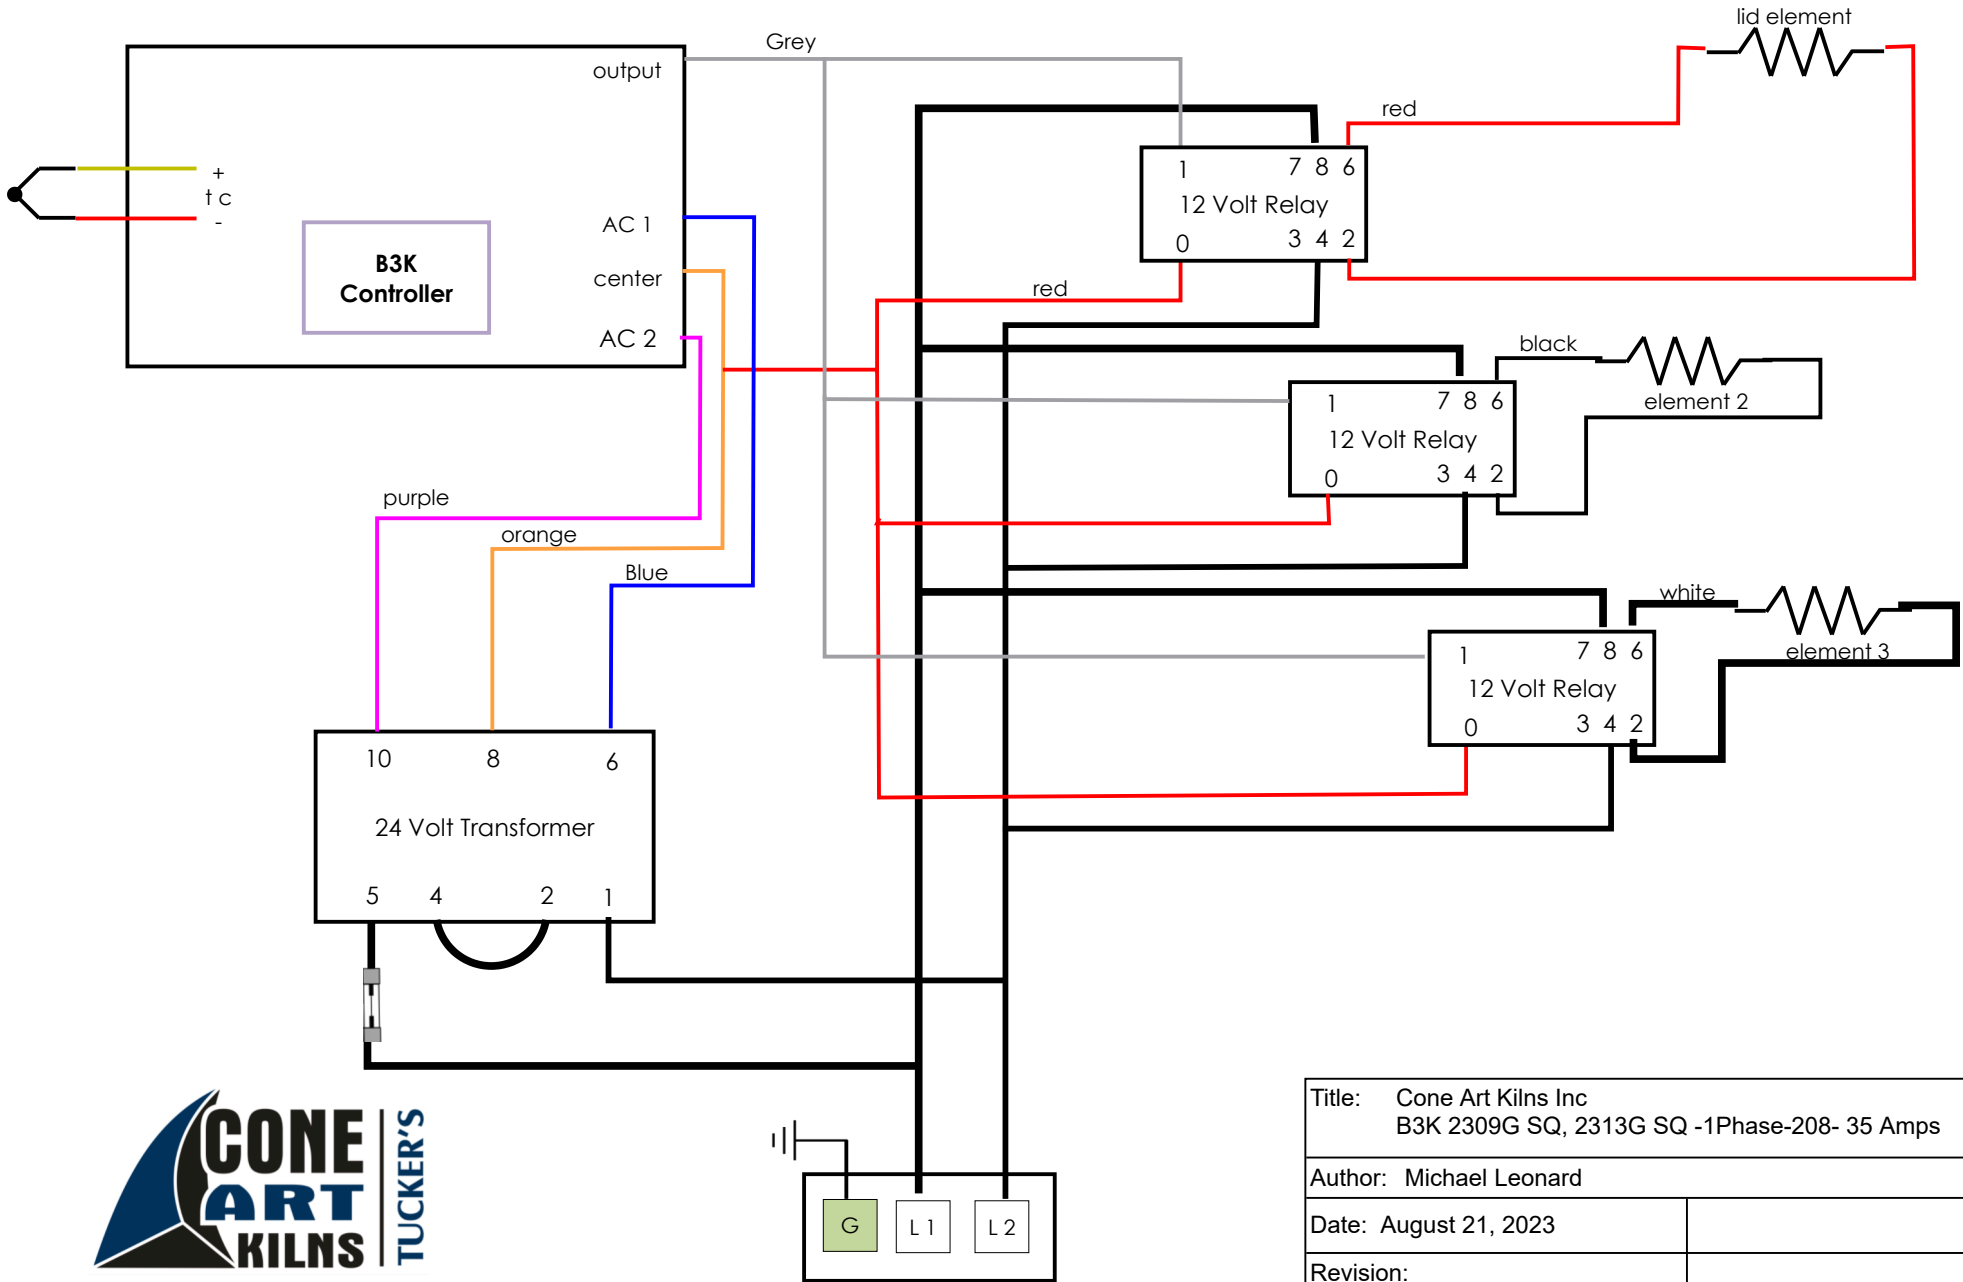 lid element
Grey
output
red
+
t c
-
1 7 8 6
12 Volt Relay
0 3 4 2
AC 1
B3K
Controller
center
red
AC 2
black
element 2
1 7 8 6
12 Volt Relay
0 3 4 2
purple
orange
Blue
white
element 3
1 7 8 6
12 Volt Relay
0 3 4 2
10 8 6
24 Volt Transformer
5 4 2 1
CONE
ART
KILNS
TUCKER'S
G L 1 L 2
Title: Cone Art Kilns Inc
B3K 2309G SQ, 2313G SQ -1Phase-208- 35 Amps
Author: Michael Leonard
Date: August 21, 2023
Revision: